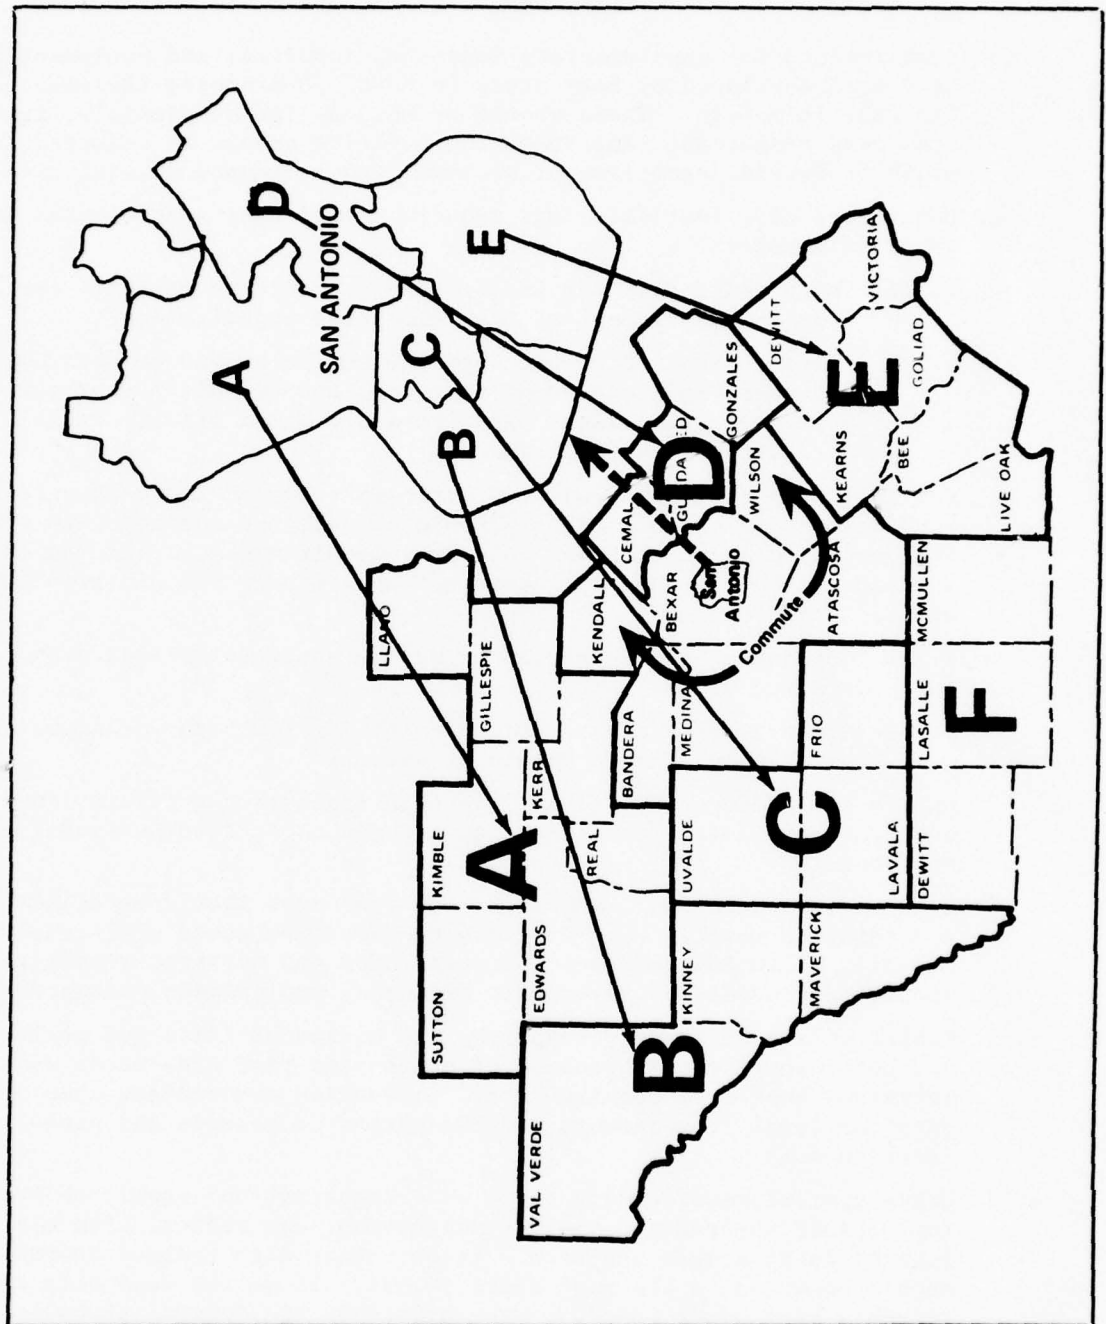 SAN ANTONIO
A
B
C
D
E
LLANO
GILLESPIE
KIMBLE
SUTTON
KERR
A
REAL
EDWARDS
VAL VERDE
B
KENDALL
BANDERA
CEMAL
BEXAR
San
Antonio
Commute
D
GONZALES
WILSON
MEDINA
UVALDE
KINNEY
MAVERICK
C
FRIO
LAVALA
ATASCOSA
DEWITT
VICTORIA
E
GOLIAD
KEARNS
BEE
LIVE OAK
MCMULLEN
LASALLE
DEWITT
F